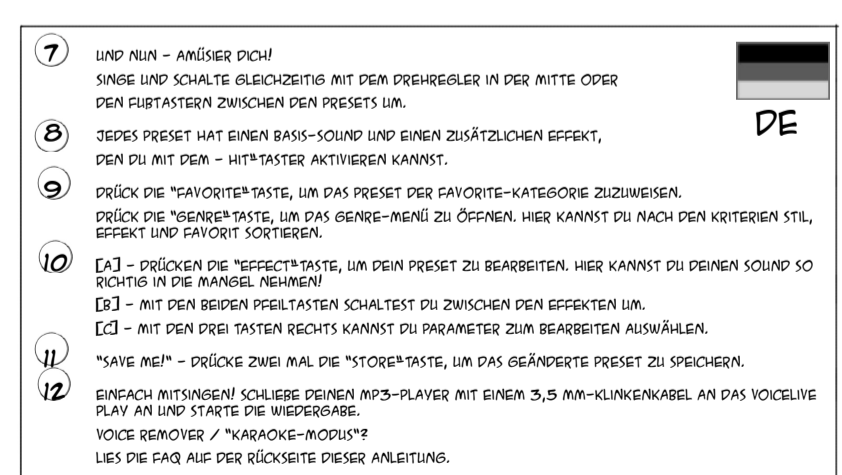 7 UND NUN – AMÜSIER DICH!
SINGE UND SCHALTE GLEICHZEITIG MIT DEM DREHREGLER IN DER MITTE ODER
DEN FUBTASTERN ZWISCHEN DEN PRESETS UM.
DE
8 JEDES PRESET HAT EINEN BASIS-SOUND UND EINEN ZUSÄTZLICHEN EFFEKT,
DEN DU MIT DEM – HIT"TASTER AKTIVIEREN KANNST.
9 DRÜCK DIE "FAVORITE"TASTE, UM DAS PRESET DER FAVORITE-KATEGORIE ZUZUWEISEN.
DRÜCK DIE "GENRE"TASTE, UM DAS GENRE-MENÜ ZU ÖFFNEN. HIER KANNST DU NACH DEN KRITERIEN STIL,
EFFEKT UND FAVORIT SORTIEREN.
10 [A] – DRÜCKEN DIE "EFFECT"TASTE, UM DEIN PRESET ZU BEARBEITEN. HIER KANNST DU DEINEN SOUND SO
RICHTIG IN DIE MANGEL NEHMEN!
[B] – MIT DEN BEIDEN PFEILTASTEN SCHALTEST DU ZWISCHEN DEN EFFEKTEN UM.
[C] – MIT DEN DREI TASTEN RECHTS KANNST DU PARAMETER ZUM BEARBEITEN AUSWÄHLEN.
11 "SAVE ME!" – DRÜCKE ZWEI MAL DIE "STORE"TASTE, UM DAS GEÄNDERTE PRESET ZU SPEICHERN.
12 EINFACH MITSINGEN! SCHLIEBE DEINEN MP3-PLAYER MIT EINEM 3,5 MM-KLINKENKABEL AN DAS VOICELIVE
PLAY AN UND STARTE DIE WIEDERGABE.
VOICE REMOVER / "KARAOKE-MODUS"?
LIES DIE FAQ AUF DER RÜCKSEITE DIESER ANLEITUNG.